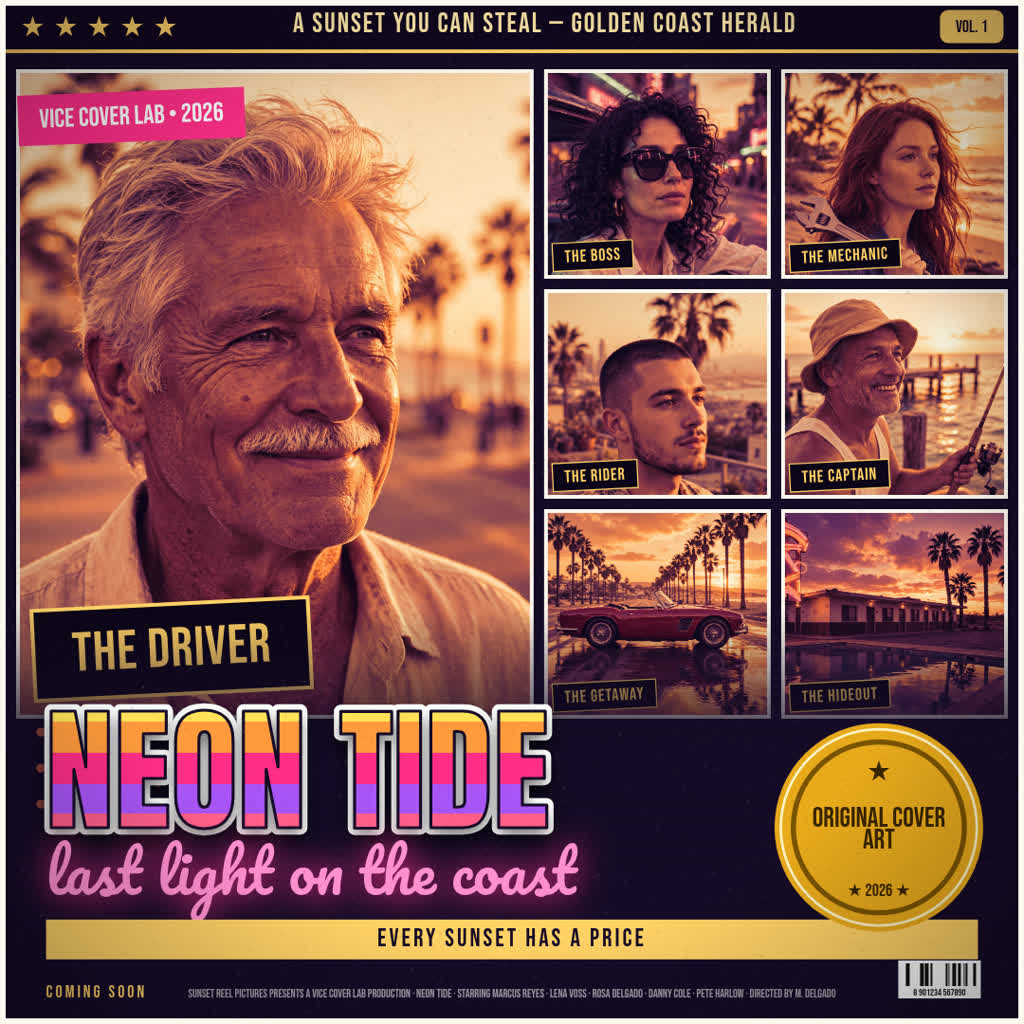 A SUNSET YOU CAN STEAL – GOLDEN COAST HERALD
VOL. 1
VICE COVER LAB • 2026
THE BOSS
THE MECHANIC
THE RIDER
THE CAPTAIN
THE DRIVER
THE GETAWAY
THE HIDEOUT
NEON TIDE
last light on the coast
ORIGINAL COVER
ART
★ 2026 ★
EVERY SUNSET HAS A PRICE
COMING SOON
SUNSET REEL PICTURES PRESENTS A VICE COVER LAB PRODUCTION · NEON TIDE · STARRING MARCUS REYES · LENA VOSS · ROSA DELGADO · DANNY COLE · PETE HARLOW · DIRECTED BY M. DELGADO
8 901234 567890